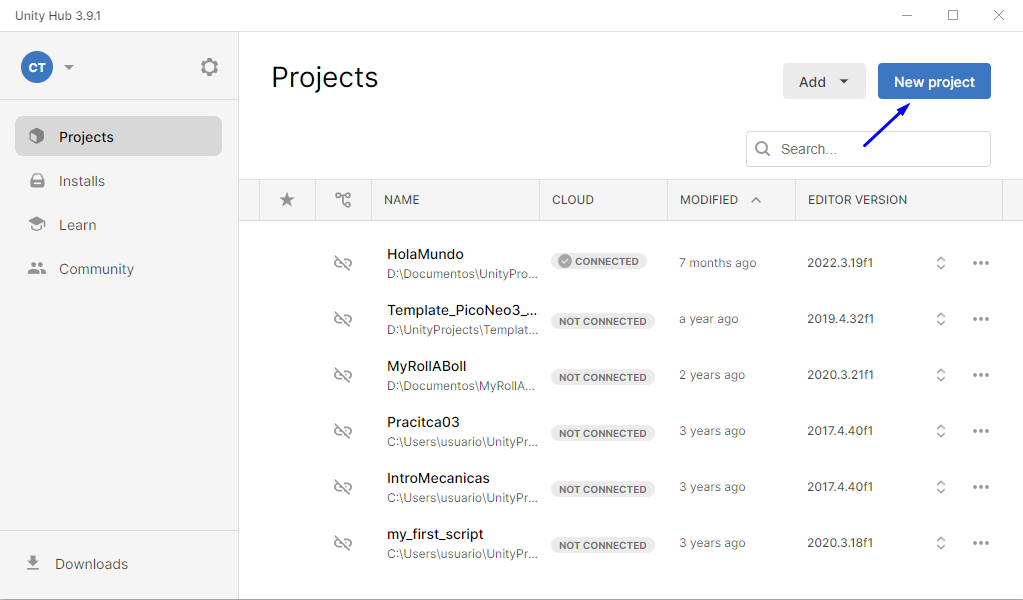 Unity Hub 3.9.1
CT
Projects
Installs
Learn
Community
Downloads
Projects
Add
New project
Search...
NAME CLOUD MODIFIED EDITOR VERSION
HolaMundo
D:\Documentos\UnityPro...
CONNECTED
7 months ago
2022.3.19f1
Template_PicoNeo3_...
D:\UnityProjects\Templat...
NOT CONNECTED
a year ago
2019.4.32f1
MyRollABoll
D:\Documentos\MyRollA...
NOT CONNECTED
2 years ago
2020.3.21f1
Pracitca03
C:\Users\usuario\UnityPr...
NOT CONNECTED
3 years ago
2017.4.40f1
IntroMecanicas
C:\Users\usuario\UnityPr...
NOT CONNECTED
3 years ago
2017.4.40f1
my_first_script
C:\Users\usuario\UnityPr...
NOT CONNECTED
3 years ago
2020.3.18f1